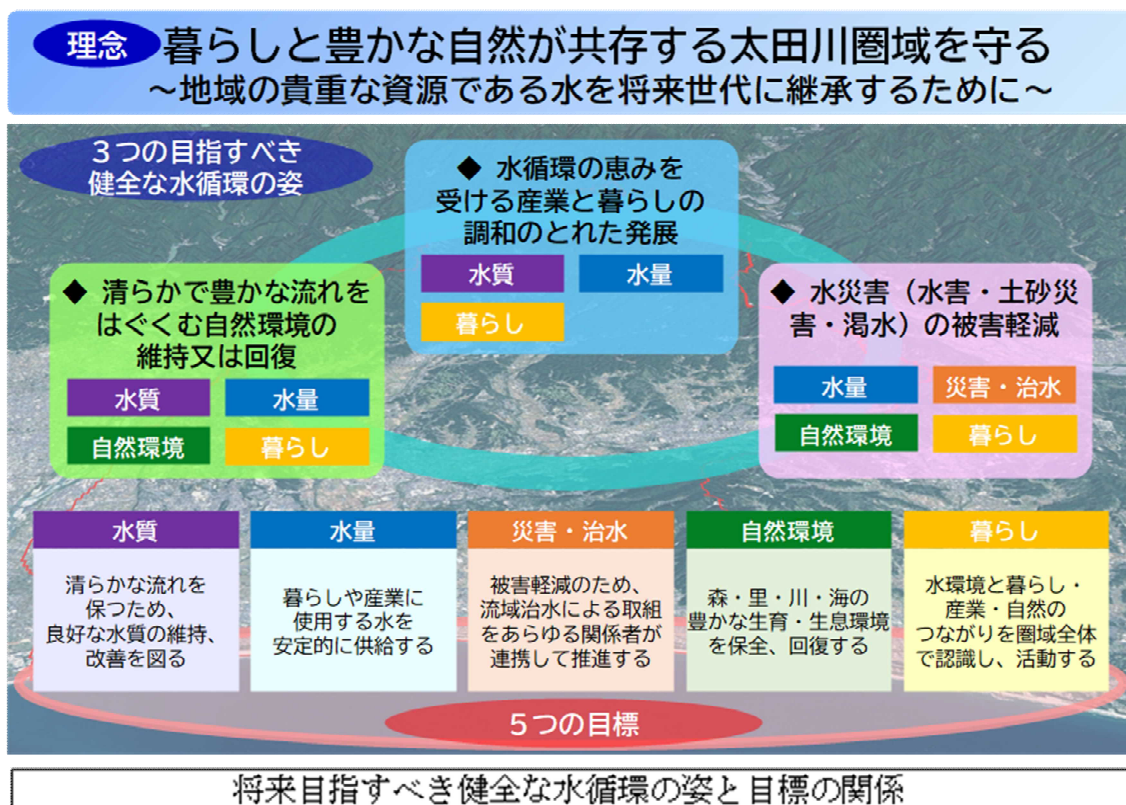 理念 暮らしと豊かな自然が共存する太田川圏域を守る
～地域の貴重な資源である水を将来世代に継承するために～
３つの目指すべき
健全な水循環の姿
◆ 水循環の恵みを
受ける産業と暮らしの
調和のとれた発展
水質 水量
暮らし
◆ 清らかで豊かな流れを
はぐくむ自然環境の
維持又は回復
水質 水量
自然環境 暮らし
◆ 水災害（水害・土砂災
害・渇水）の被害軽減
水量 災害・治水
自然環境 暮らし
水質
清らかな流れを
保つため、
良好な水質の維持、
改善を図る
水量
暮らしや産業に
使用する水を
安定的に供給する
災害・治水
被害軽減のため、
流域治水による取組
をあらゆる関係者が
連携して推進する
自然環境
森・里・川・海の
豊かな生育・生息環境
を保全、回復する
暮らし
水環境と暮らし・
産業・自然の
つながりを圏域全体
で認識し、活動する
５つの目標
将来目指すべき健全な水循環の姿と目標の関係